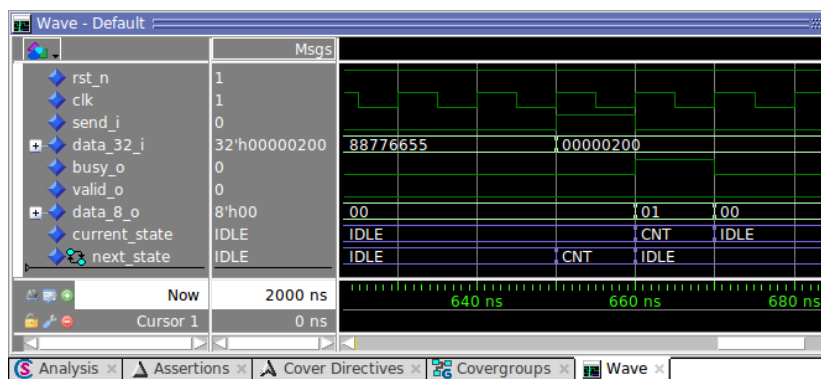 Wave - Default
Msgs
rst_n 1
clk 1
send_i 0
data_32_i 32'h00000200 88776655 00000200
busy_o 0
valid_o 0
data_8_o 8'h00 00 01 00
current_state IDLE IDLE CNT IDLE
next_state IDLE IDLE CNT IDLE
Now 2000 ns 640 ns 660 ns 680 ns
Cursor 1 0 ns
Analysis Assertions Cover Directives Covergroups Wave